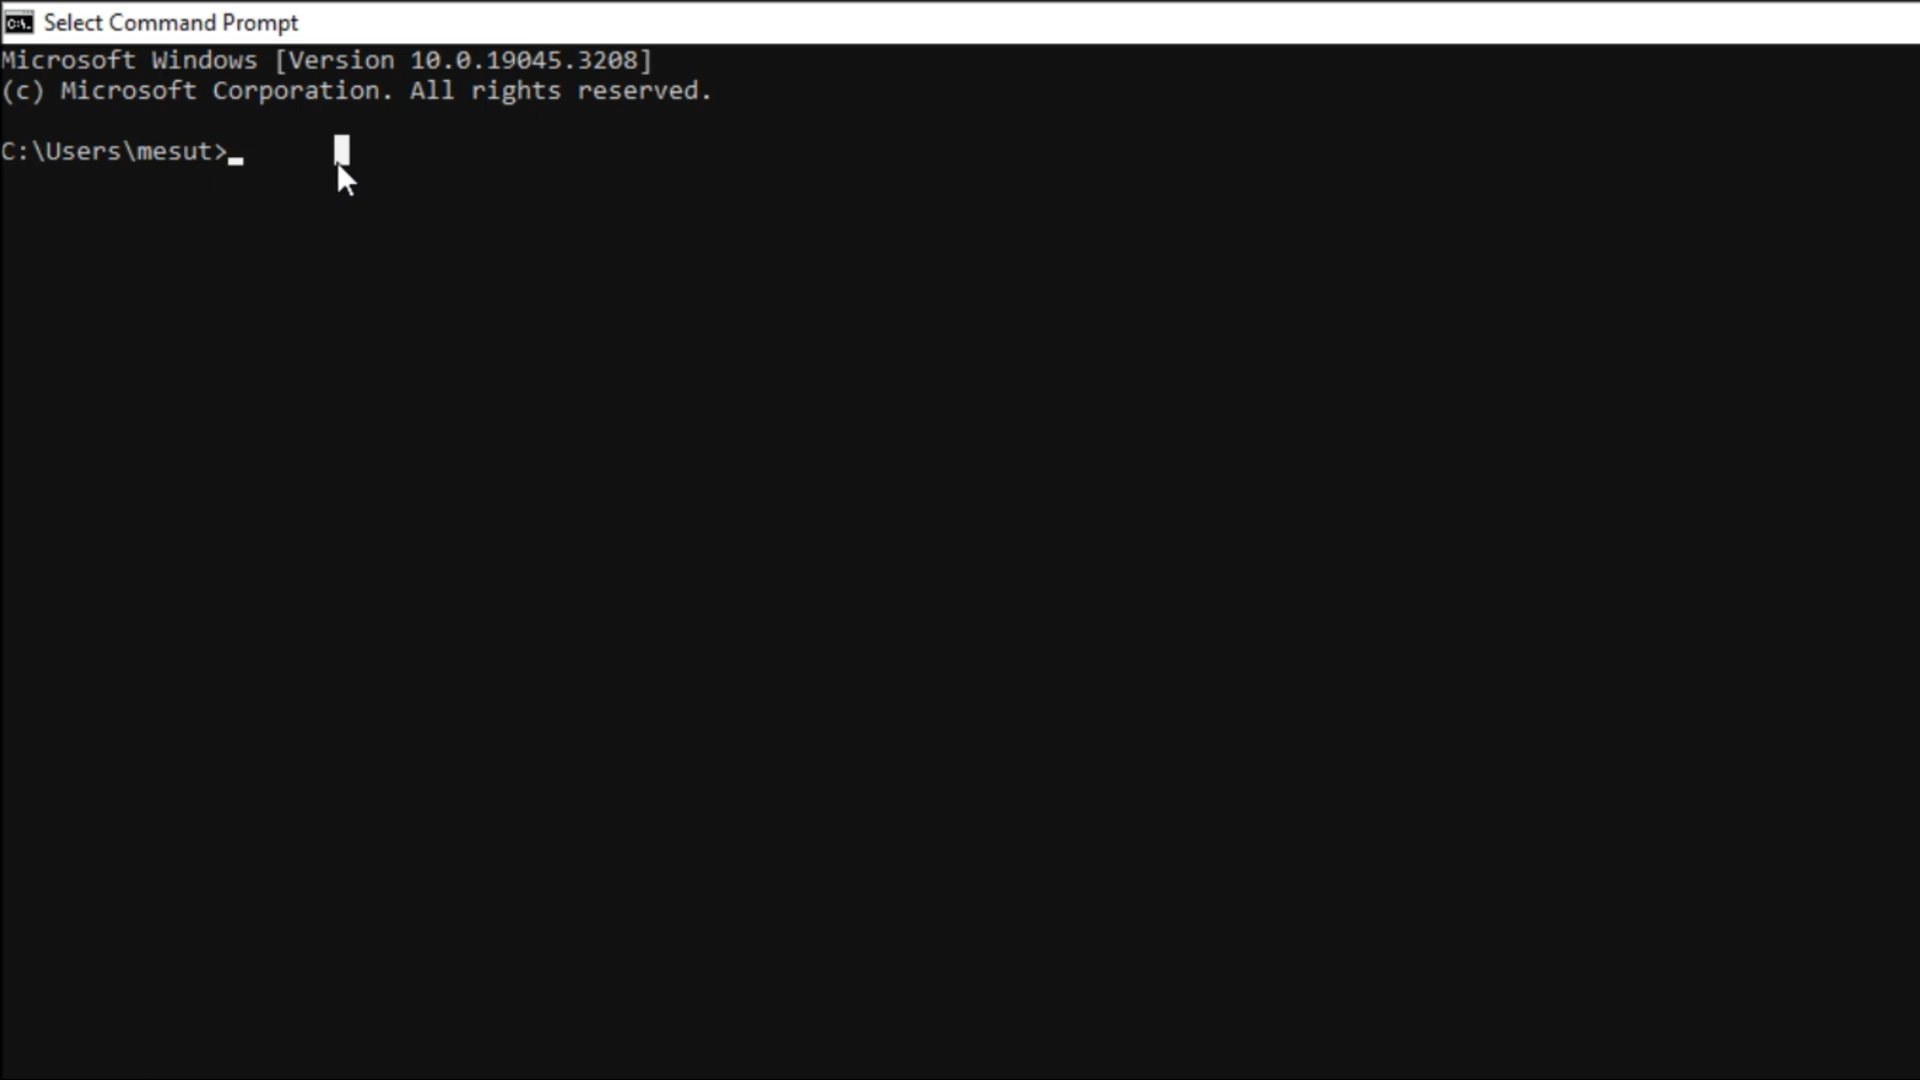 Select Command Prompt
Microsoft Windows [Version 10.0.19045.3208]
(c) Microsoft Corporation. All rights reserved.
C:\Users\mesut>